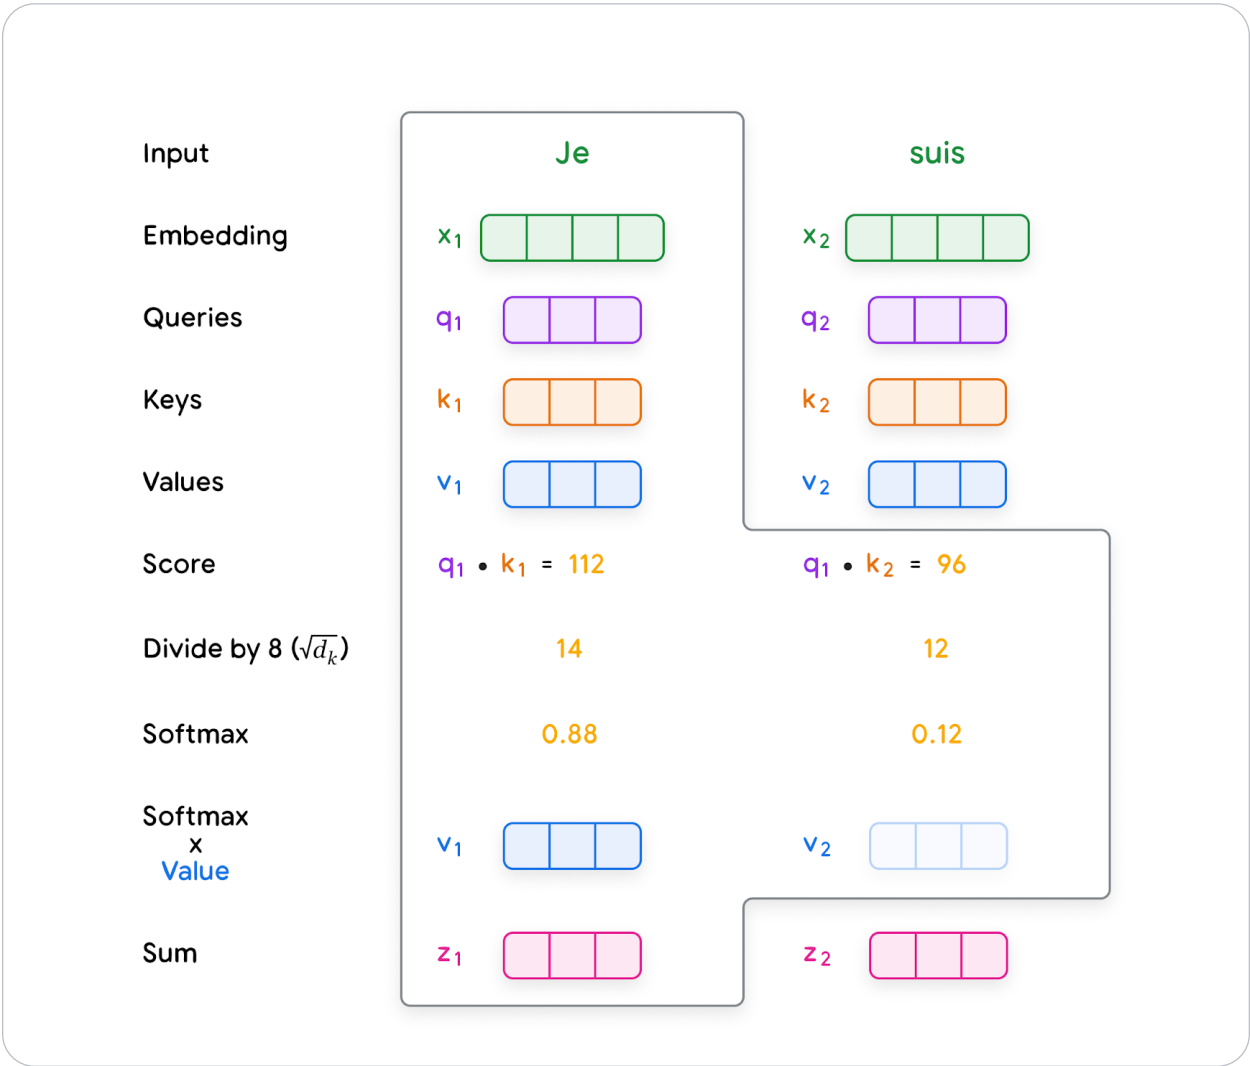 Input Je suis
Embedding x₁ x₂
Queries q₁ q₂
Keys k₁ k₂
Values v₁ v₂
Score q₁ • k₁ = 112 q₁ • k₂ = 96
Divide by 8 (√dₖ) 14 12
Softmax 0.88 0.12
Softmax
x
Value v₁ v₂
Sum z₁ z₂